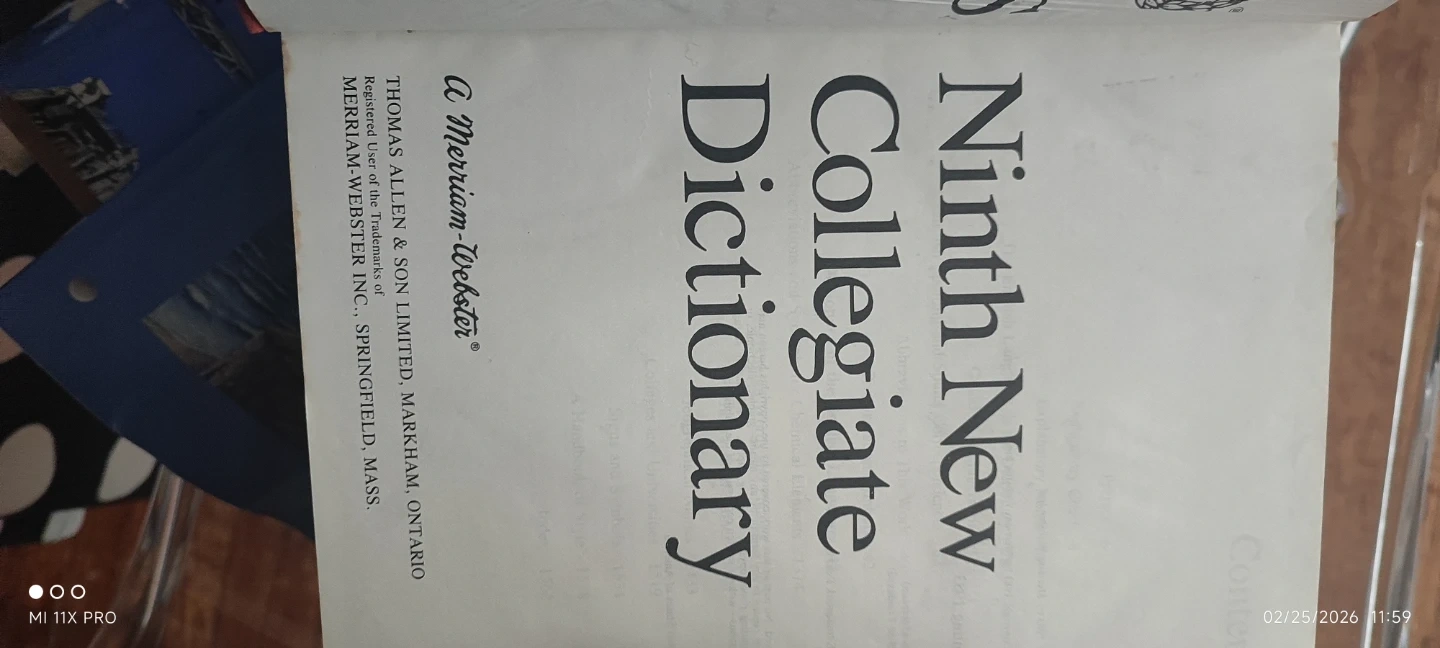 Ninth New
Collegiate
Dictionary
a Merriam-Webster®
THOMAS ALLEN & SON LIMITED, MARKHAM, ONTARIO
Registered User of the Trademarks of
MERRIAM-WEBSTER INC., SPRINGFIELD, MASS.
MI 11X PRO
02/25/2026 11:59